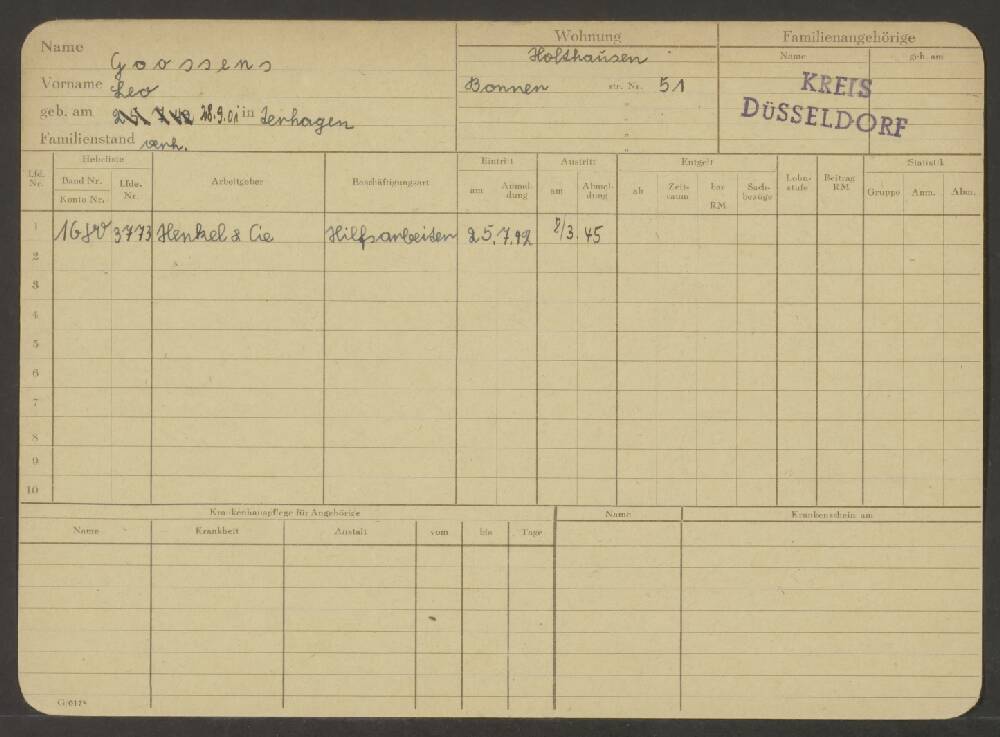 Name Goossens
Vorname Leo
geb. am 28.9.01 in Terhagen
Familienstand verh.
Wohnung
Holthausen
Bonner str. Nr. 51
Familienangehörige
Name geb. am
KREIS
DÜSSELDORF
Lfd. Nr. Hebeliste Band Nr. Konto Nr. Lfde. Nr. Arbeitgeber Beschäftigungsart Eintritt am Anmeldung Austritt am Abmeldung Entgelt ab Zeitraum bar RM Sachbezüge Lohnstufe Beitrag RM Statistik Gruppe Anm. Abm.
1 3773 Henkel & Cie Hilfsarbeiter 25.7.42 8/3.45
2
3
4
5
6
7
8
9
10
Krankenhauspflege für Angehörige
Name Krankheit Anstalt vom bis Tage
Name Krankenschein am